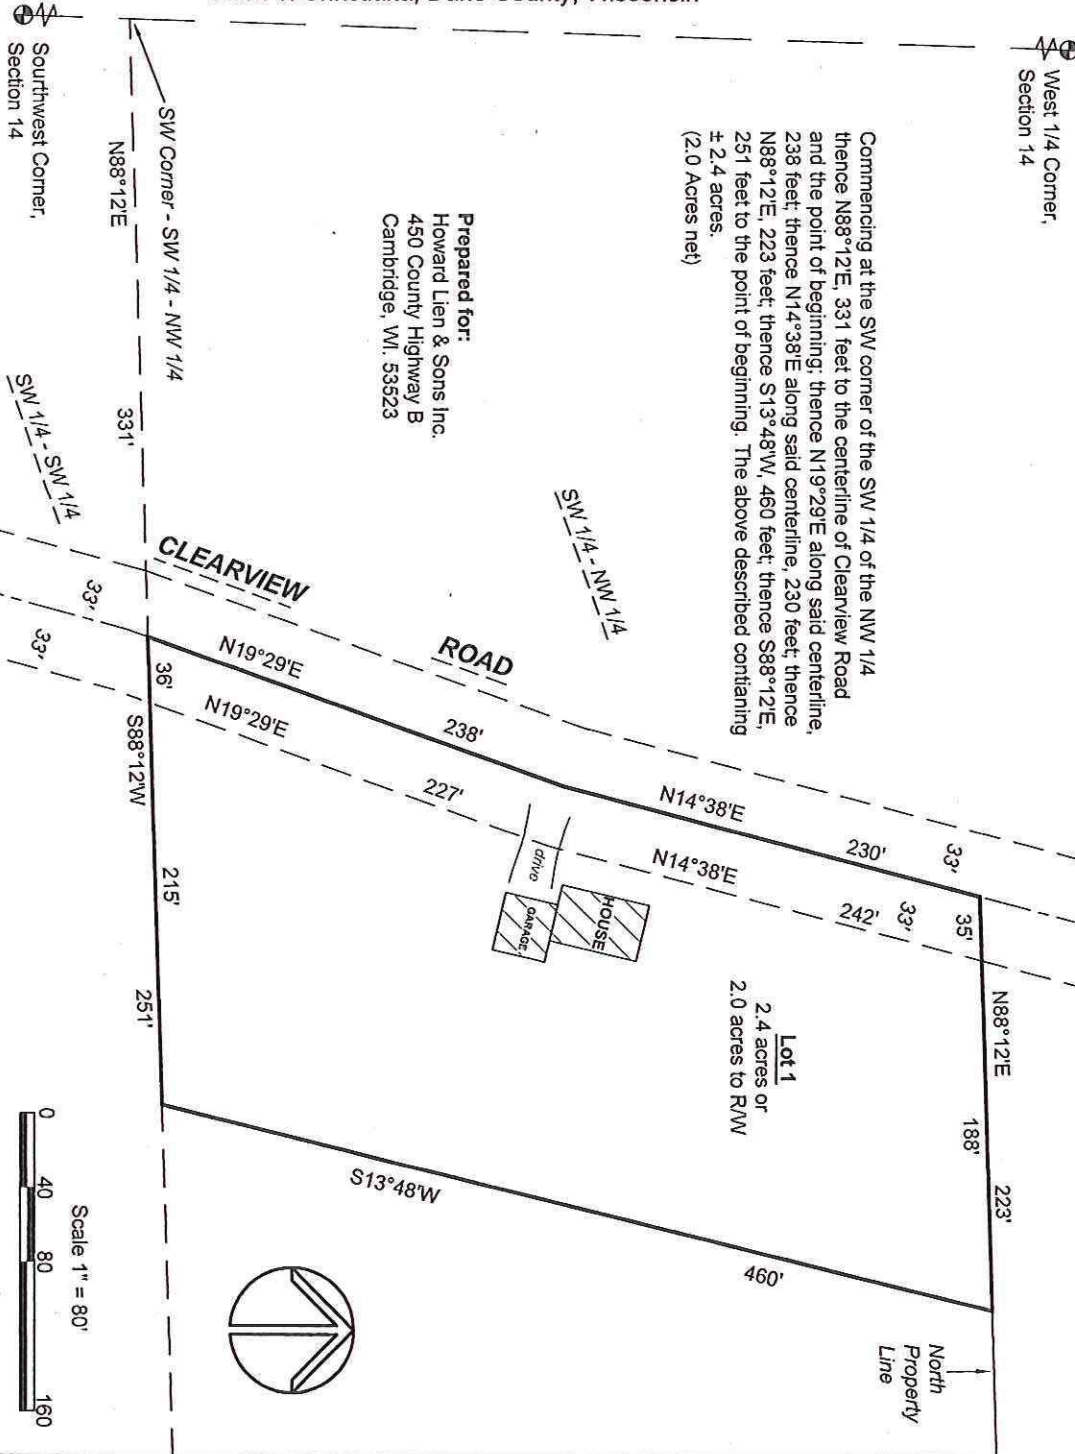 Christiana, Dane County, Wisconsin
West 1/4 Corner,
Section 14
Commencing at the SW corner of the SW 1/4 of the NW 1/4
thence N88°12'E, 331 feet to the centerline of Clearview Road
and the point of beginning; thence N19°29'E along said centerline,
238 feet; thence N14°38'E along said centerline, 230 feet; thence
N88°12'E, 223 feet; thence S13°48'W, 460 feet; thence S88°12'E,
251 feet to the point of beginning. The above described contianing
± 2.4 acres.
(2.0 Acres net)
Prepared for:
Howard Lien & Sons Inc.
450 County Highway B
Cambridge, WI. 53523
SW Corner - SW 1/4 - NW 1/4
N88°12'E
331'
Sourthwest Corner,
Section 14
SW 1/4 - SW 1/4
SW 1/4 - NW 1/4
CLEARVIEW
ROAD
33'
33'
N19°29'E
238'
N19°29'E
227'
N14°38'E
230'
N14°38'E
242'
33'
33'
35'
N88°12'E
188'
223'
36'
S88°12'W
215'
251'
drive
HOUSE
GARAGE
Lot 1
2.4 acres or
2.0 acres to R/W
S13°48'W
460'
North
Property
Line
Scale 1" = 80'
0
40
80
160